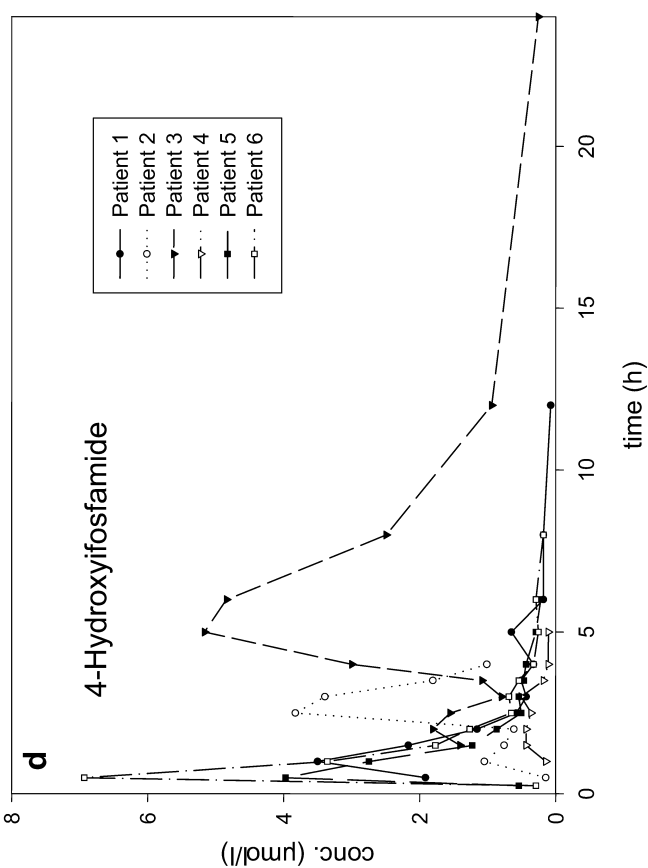 d
4-Hydroxyifosfamide
Patient 1
Patient 2
Patient 3
Patient 4
Patient 5
Patient 6
conc. (µmol/l)
8
6
4
2
0
0
5
10
15
20
time (h)